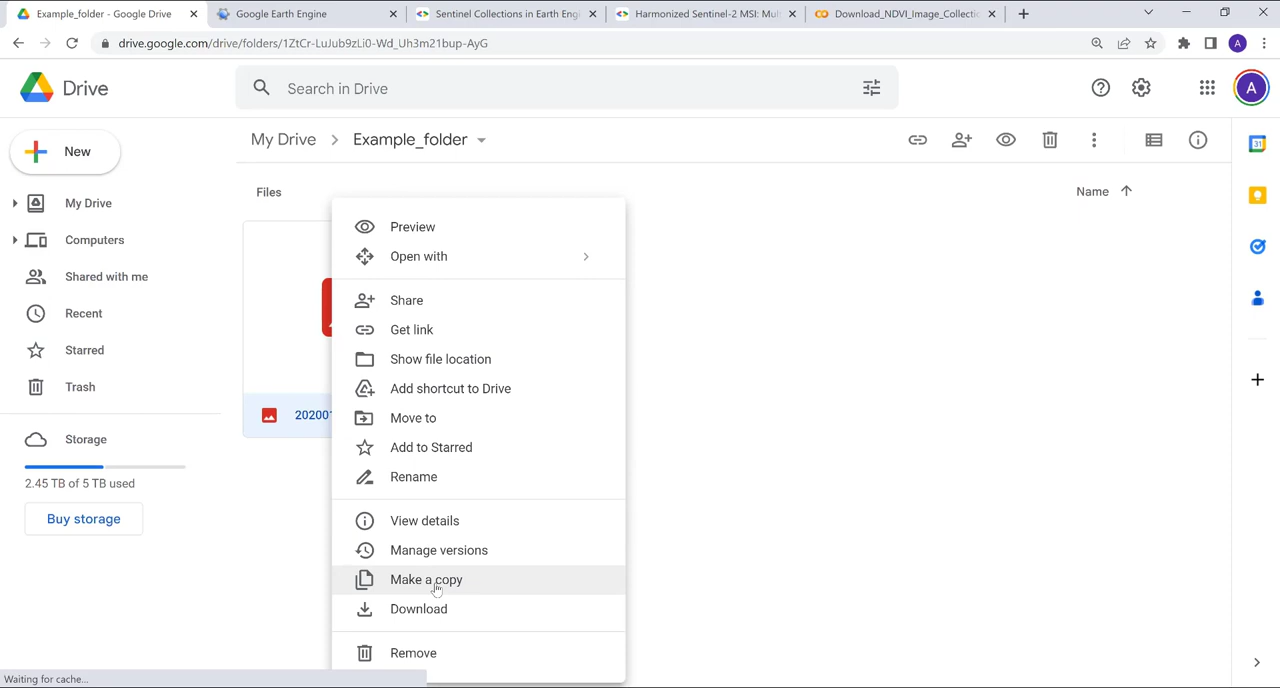 Example_folder - Google Drive
Google Earth Engine
Sentinel Collections in Earth Engi
Harmonized Sentinel-2 MSI: Mul
Download_NDVI_Image_Collectio
drive.google.com/drive/folders/1ZtCr-LuJub9zLi0-Wd_Uh3m21bup-AyG
A
Drive
Search in Drive
A
New
My Drive
Example_folder
31
Files
Name
My Drive
Computers
Shared with me
Recent
Starred
Trash
Storage
2.45 TB of 5 TB used
Buy storage
202001
Preview
Open with
Share
Get link
Show file location
Add shortcut to Drive
Move to
Add to Starred
Rename
View details
Manage versions
Make a copy
Download
Remove
Waiting for cache...